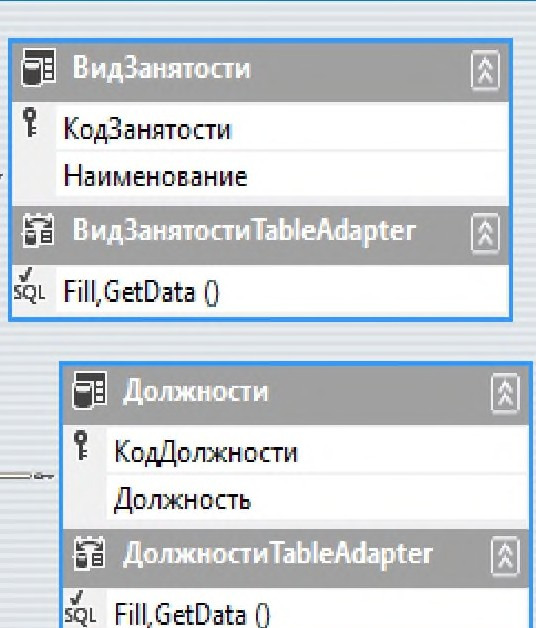 ВидЗанятости
КодЗанятости
Наименование
ВидЗанятостиTableAdapter
SQL Fill,GetData ()
Должности
КодДолжности
Должность
ДолжностиTableAdapter
SQL Fill,GetData ()